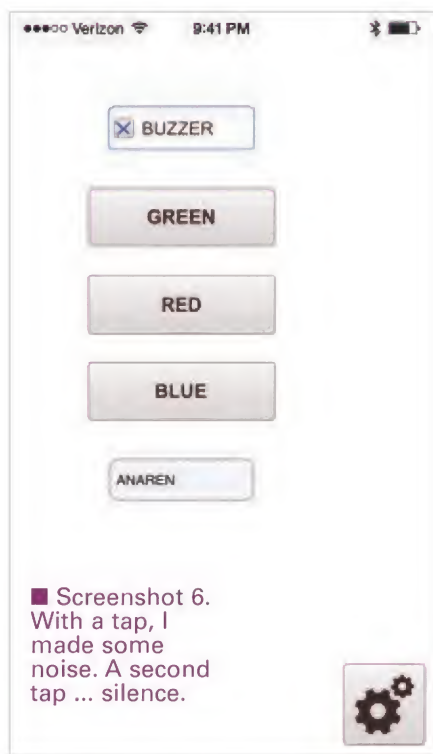 ●●●○○ Verizon 9:41 PM
BUZZER
GREEN
RED
BLUE
ANAREN
■ Screenshot 6.
With a tap, I
made some
noise. A second
tap ... silence.